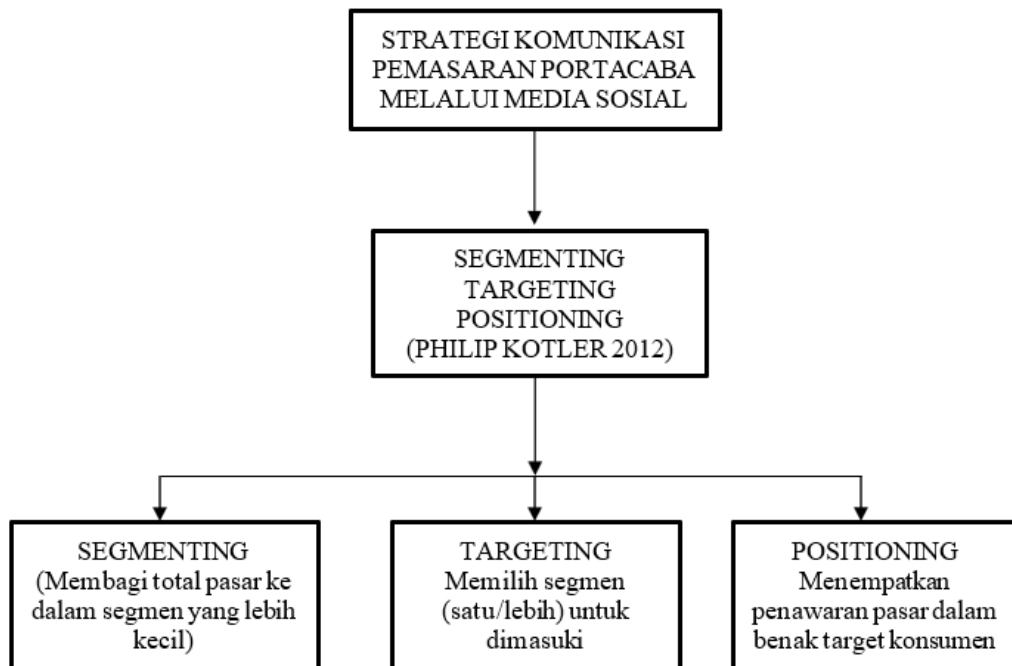 STRATEGI KOMUNIKASI
PEMASARAN PORTACABA
MELALUI MEDIA SOSIAL
SEGMENTING
TARGETING
POSITIONING
(PHILIP KOTLER 2012)
SEGMENTING
(Membagi total pasar ke
dalam segmen yang lebih
kecil)
TARGETING
Memilih segmen
(satu/lebih) untuk
dimasuki
POSITIONING
Menempatkan
penawaran pasar dalam
benak target konsumen